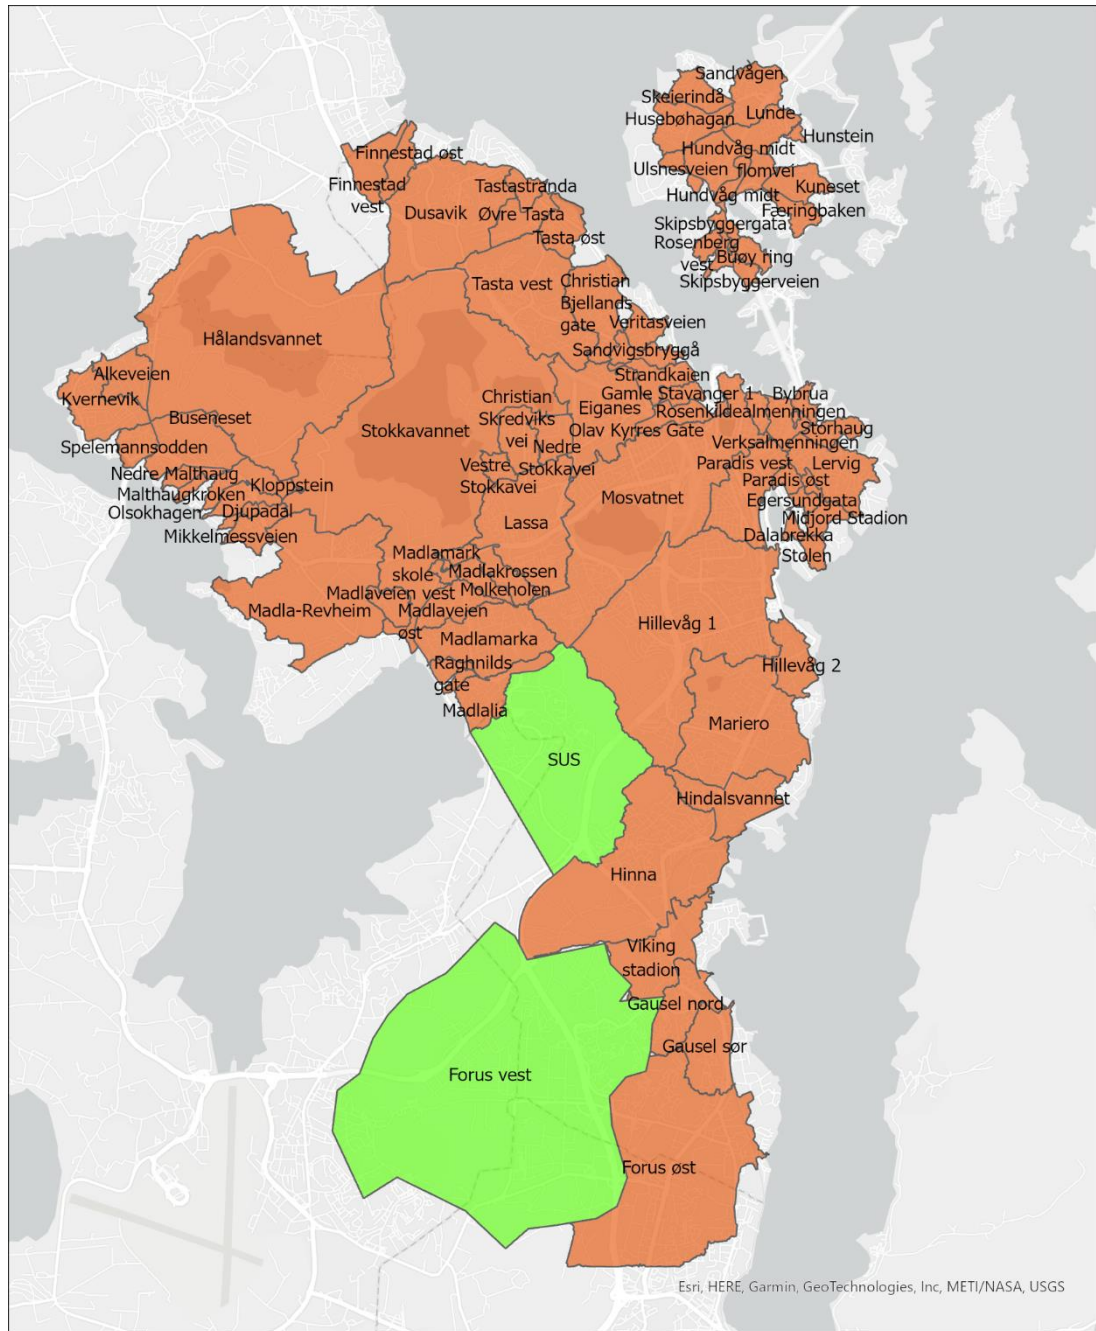 Sandvågen
Skeierindå
Lunde
Husebøhagan
Hunstein
Hundvåg midt
Ulsnesveien
flomvei
Kuneset
Hundvåg midt
Færingbaken
Skipsbyggergata
Rosenberg
vest
Buøy ring
Skipsbyggerveien
Finnestad øst
Finnestad
vest
Tastastranda
Dusavik
Øvre Tasta
Tasta øst
Tasta vest
Christian
Bjellands
gate
Veritasveien
Sandvigsbryggå
Strandkaien
Hålandsvannet
Alkeveien
Kvernevik
Buseneset
Spelemannsodden
Christian
Skredviks
vei
Stokkavannet
Gamle Stavanger 1
Bybrua
Eiganes
Rosenkildealmenningen
Storhaug
Olav Kyrres Gate
Verksalmenningen
Nedre
Stokkavei
Vestre
Stokkavei
Paradis vest
Lervig
Paradis øst
Nedre Malthaug
Kloppstein
Malthaugkroken
Olsokhagen
Djupadal
Mikkelmessveien
Mosvatnet
Egersundgata
Midjord Stadion
Dalabrekka
Stolen
Lassa
Madlamark
skole
Madlakrossen
Molkeholen
Madlaveien vest
Madla-Revheim
Madlaveien
øst
Madlamarka
Hillevåg 1
Raghnilds
gate
Hillevåg 2
Madlalia
Mariero
SUS
Hindalsvannet
Hinna
Viking
stadion
Gausel nord
Gausel sør
Forus vest
Forus øst
Esri, HERE, Garmin, GeoTechnologies, Inc, METI/NASA, USGS